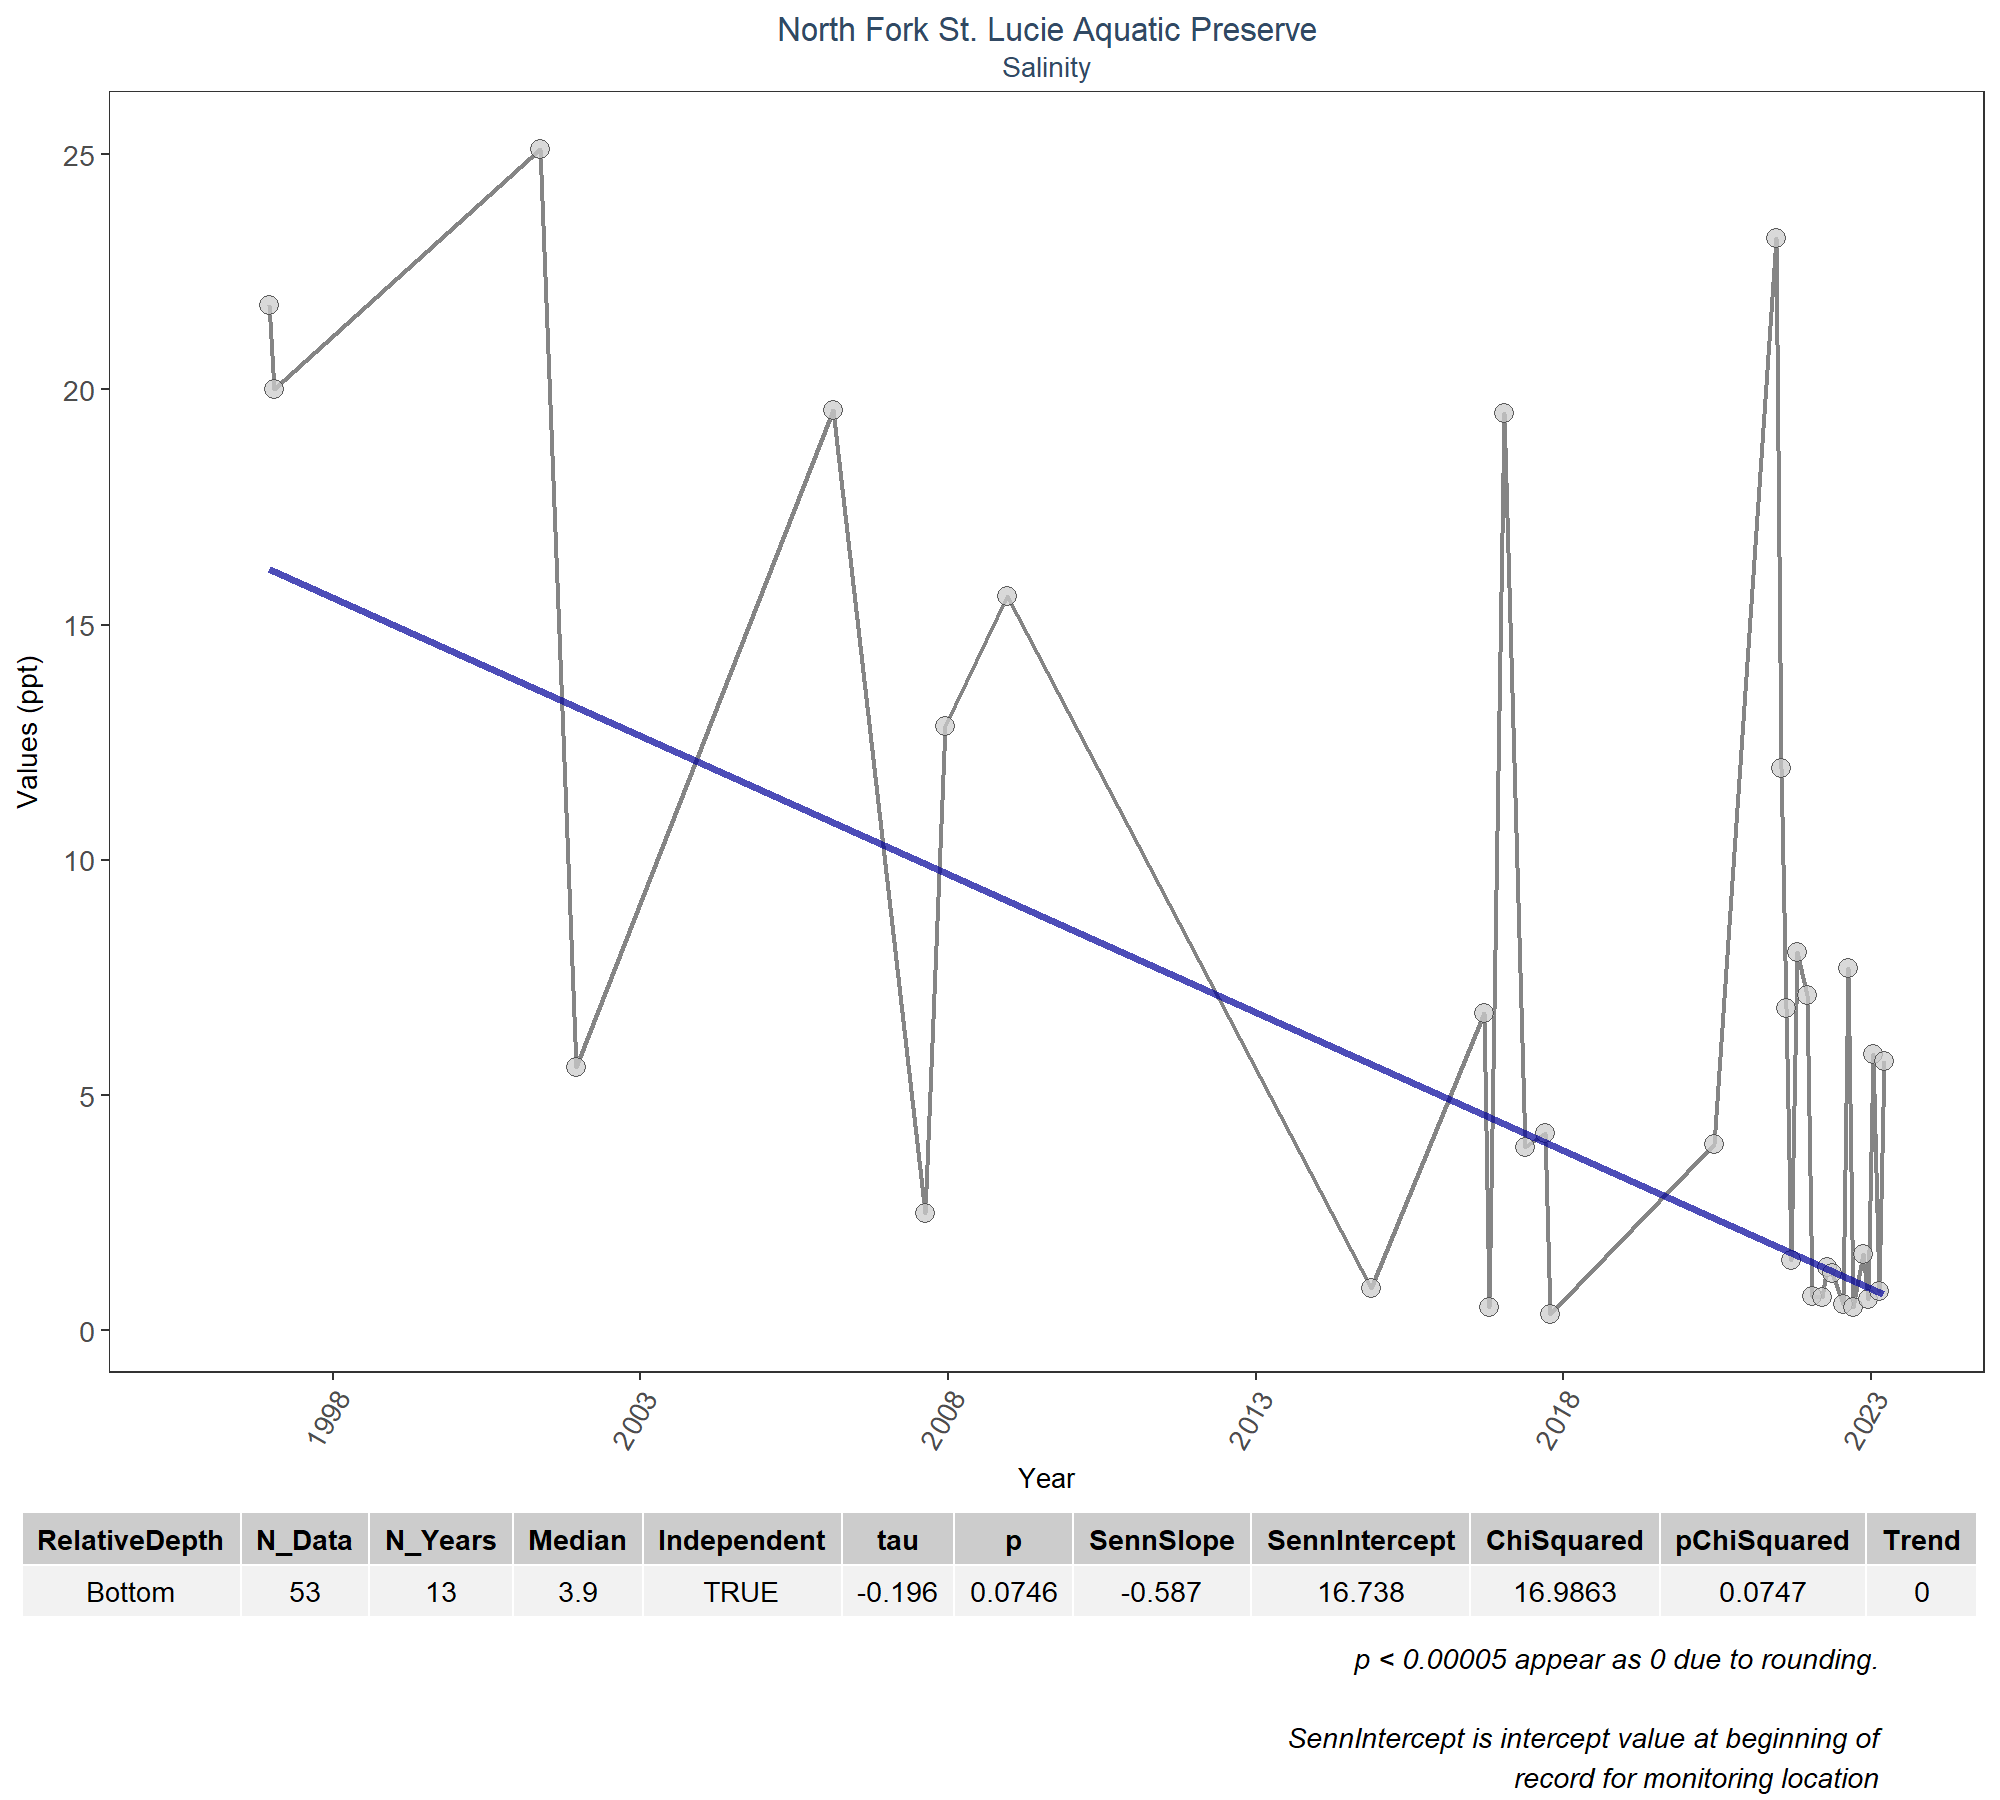 North Fork St. Lucie Aquatic Preserve
Salinity
25
20
15
10
5
0
Values (ppt)
1998
2003
2008
2013
2018
2023
Year
RelativeDepth N_Data N_Years Median Independent tau p SennSlope SennIntercept ChiSquared pChiSquared Trend
Bottom 53 13 3.9 TRUE -0.196 0.0746 -0.587 16.738 16.9863 0.0747 0
p < 0.00005 appear as 0 due to rounding.
SennIntercept is intercept value at beginning of
record for monitoring location